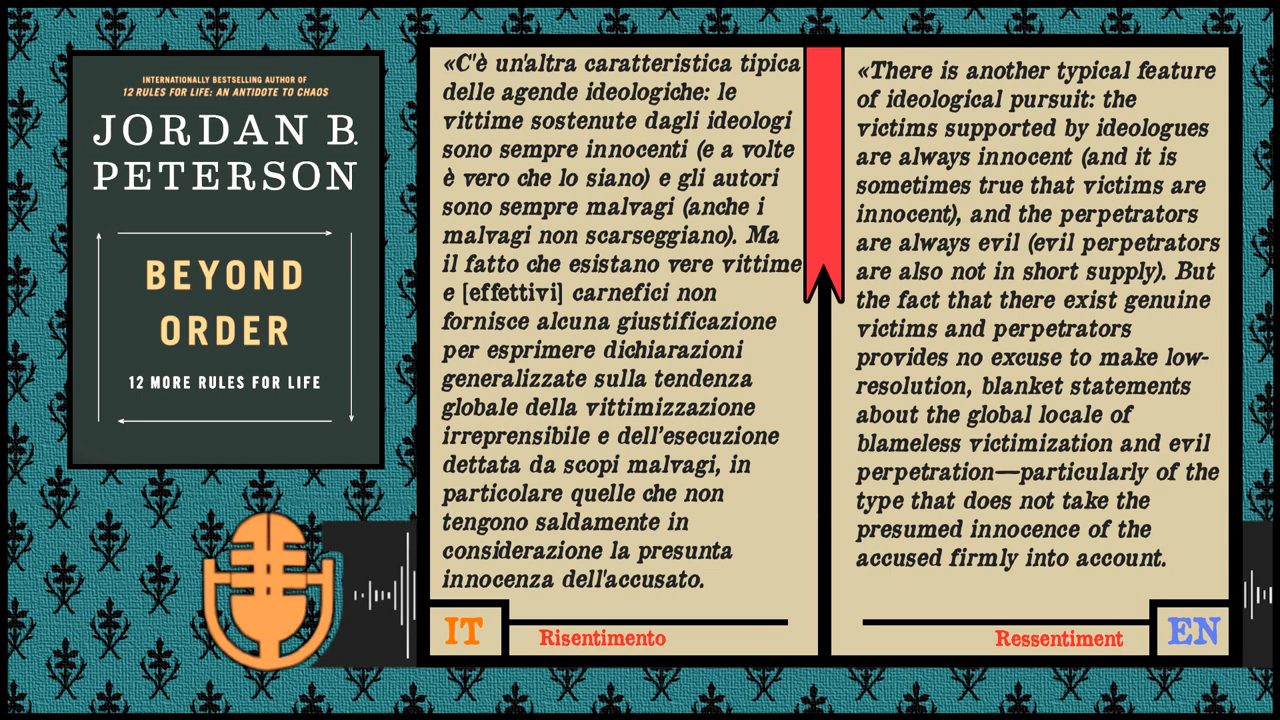 INTERNATIONALLY BESTSELLING AUTHOR OF
12 RULES FOR LIFE: AN ANTIDOTE TO CHAOS
JORDAN B.
PETERSON
BEYOND
ORDER
12 MORE RULES FOR LIFE
«C'è un'altra caratteristica tipica
delle agende ideologiche: le
vittime sostenute dagli ideologi
sono sempre innocenti (e a volte
è vero che lo siano) e gli autori
sono sempre malvagi (anche i
malvagi non scarseggiano). Ma
il fatto che esistano vere vittime
e [effettivi] carnefici non
fornisce alcuna giustificazione
per esprimere dichiarazioni
generalizzate sulla tendenza
globale della vittimizzazione
irreprensibile e dell'esecuzione
dettata da scopi malvagi, in
particolare quelle che non
tengono saldamente in
considerazione la presunta
innocenza dell'accusato.
IT
Risentimento
«There is another typical feature
of ideological pursuit: the
victims supported by ideologues
are always innocent (and it is
sometimes true that victims are
innocent), and the perpetrators
are always evil (evil perpetrators
are also not in short supply). But
the fact that there exist genuine
victims and perpetrators
provides no excuse to make low-
resolution, blanket statements
about the global locale of
blameless victimization and evil
perpetration—particularly of the
type that does not take the
presumed innocence of the
accused firmly into account.
Ressentiment
EN